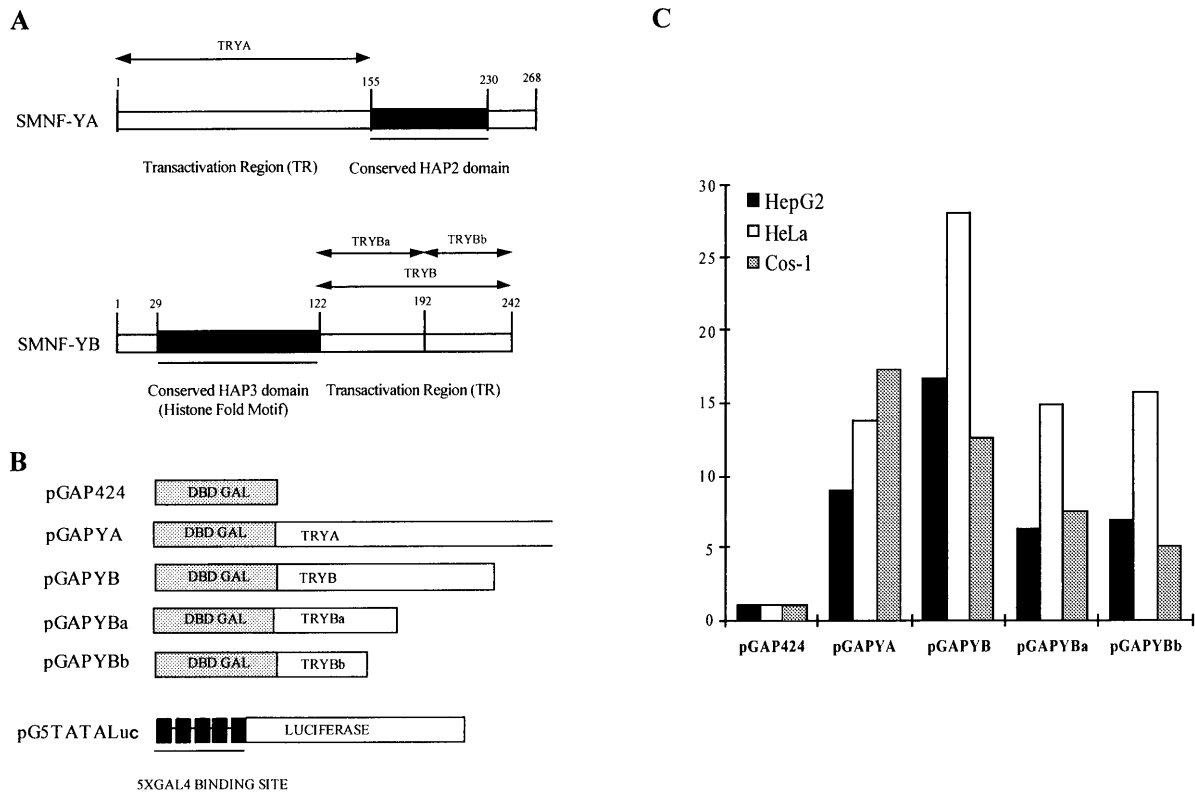 A
TRYA
1 155 230 268
SMNF-YA
Transactivation Region (TR) Conserved HAP2 domain
TRYBa TRYBb
TRYB
1 29 122 192 242
SMNF-YB
Conserved HAP3 domain Transactivation Region (TR)
(Histone Fold Motif)
B
pGAP424 DBD GAL
pGAPYA DBD GAL TRYA
pGAPYB DBD GAL TRYB
pGAPYBa DBD GAL TRYBa
pGAPYBb DBD GAL TRYBb
pG5TATALuc LUCIFERASE
5XGAL4 BINDING SITE
C
30
25
20
15
10
5
0
HepG2
HeLa
Cos-1
pGAP424 pGAPYA pGAPYB pGAPYBa pGAPYBb